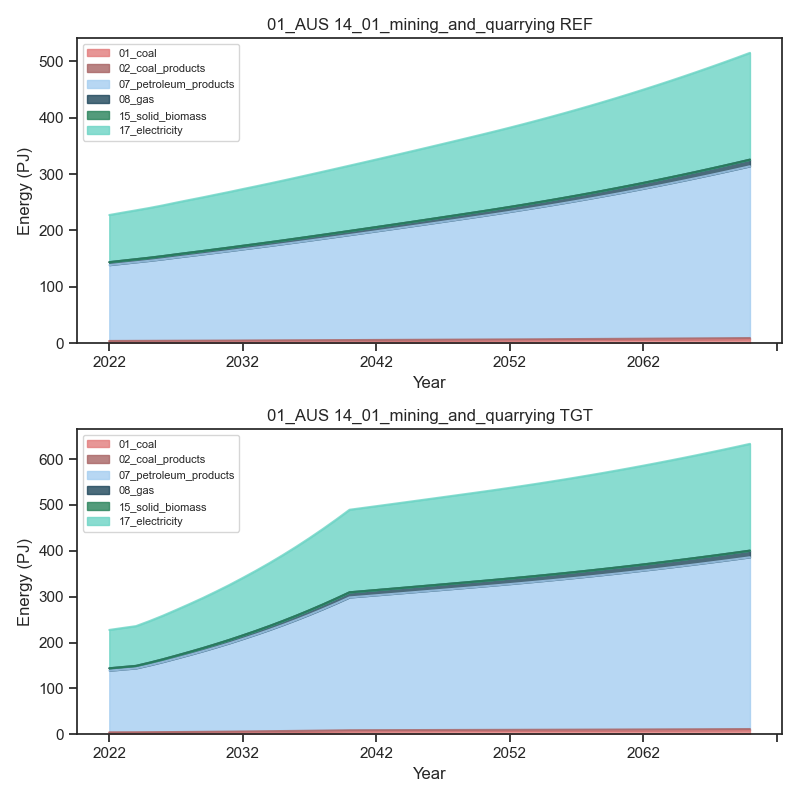 01_AUS 14_01_mining_and_quarrying REF
01_coal
02_coal_products
07_petroleum_products
08_gas
15_solid_biomass
17_electricity
Energy (PJ)
500
400
300
200
100
0
2022
2032
2042
2052
2062
Year
01_AUS 14_01_mining_and_quarrying TGT
01_coal
02_coal_products
07_petroleum_products
08_gas
15_solid_biomass
17_electricity
Energy (PJ)
600
500
400
300
200
100
0
2022
2032
2042
2052
2062
Year